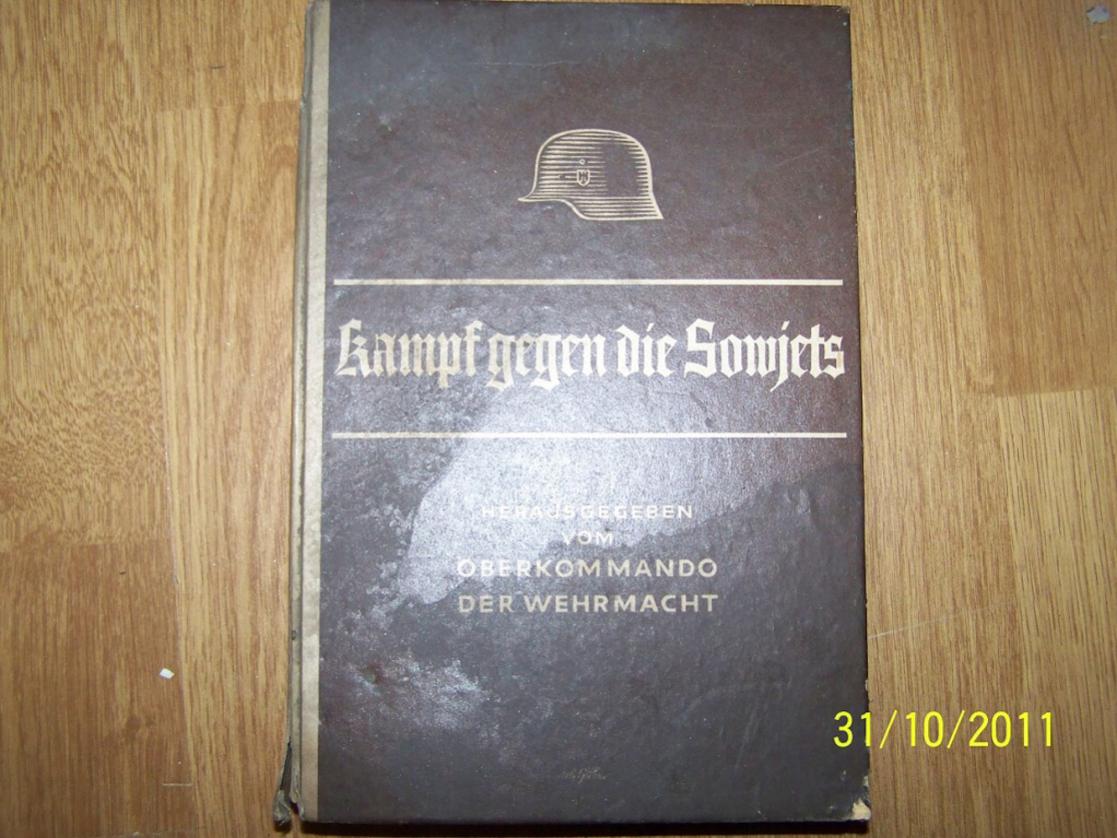 Kampf gegen die Sowjets
HERAUSGEGEBEN
VOM
OBERKOMMANDO
DER WEHRMACHT
31/10/2011